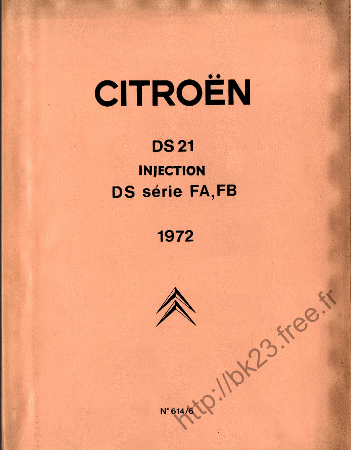 CITROËN
DS 21
INJECTION
DS série FA, FB
1972
http://bk23.free.fr
N° 614/6